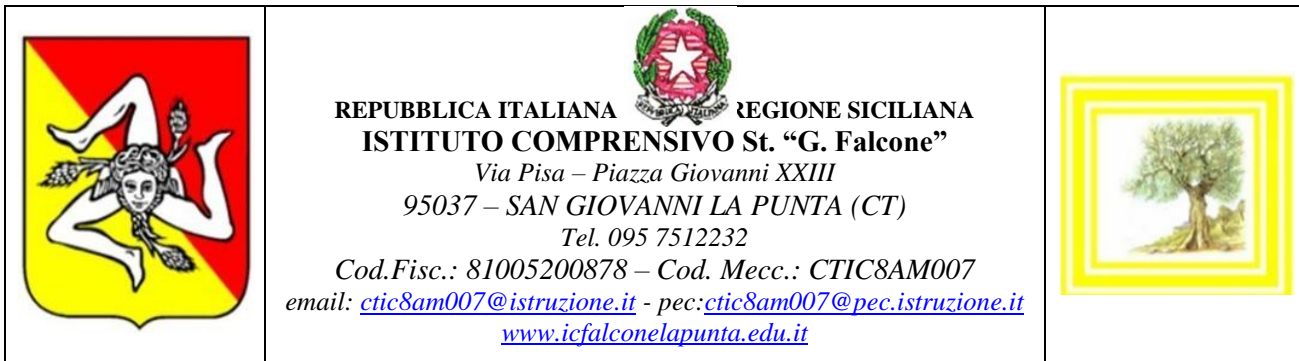 REPUBBLICA ITALIANA REGIONE SICILIANA
ISTITUTO COMPRENSIVO St. “G. Falcone”
Via Pisa – Piazza Giovanni XXIII
95037 – SAN GIOVANNI LA PUNTA (CT)
Tel. 095 7512232
Cod.Fisc.: 81005200878 – Cod. Mecc.: CTIC8AM007
email: ctic8am007@istruzione.it - pec:ctic8am007@pec.istruzione.it
www.icfalconelapunta.edu.it